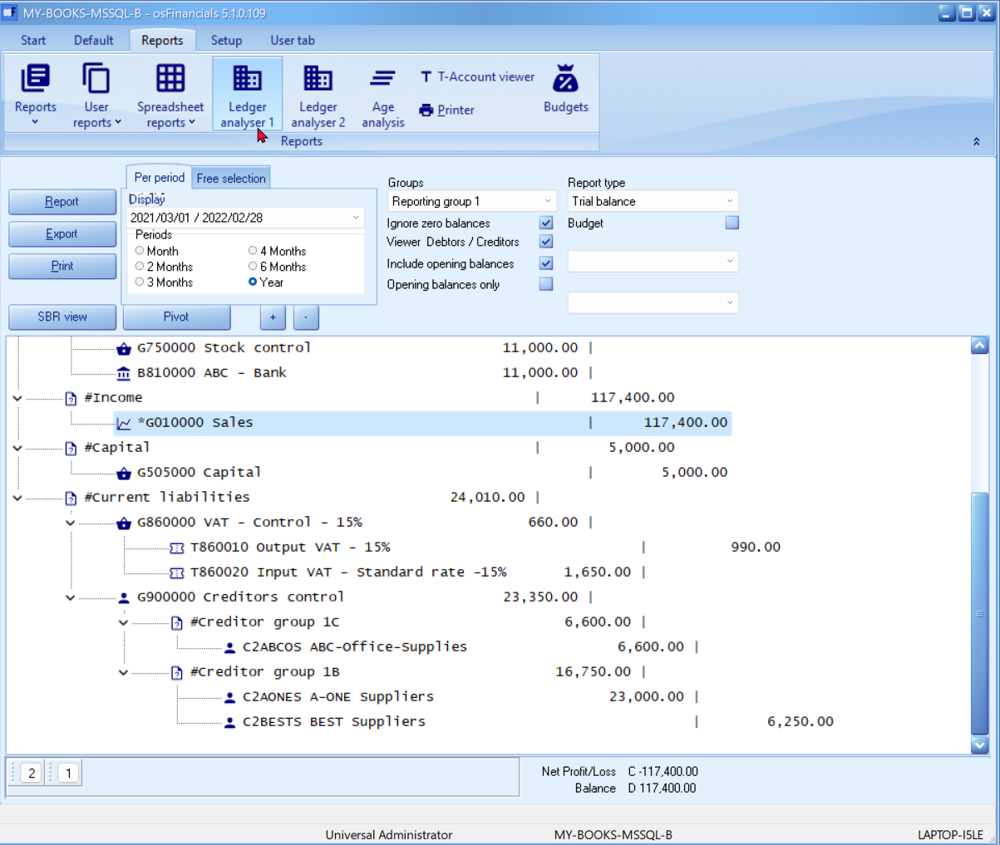 osF MY-BOOKS-MSSQL-B - osFinancials 5.1.0.109
Start Default Reports Setup User tab
Reports
User reports
Spreadsheet reports
Ledger analyser 1
Ledger analyser 2
Age analysis
T-Account viewer
Printer
Budgets
Reports
Report
Export
Print
Per period Free selection
Display
2021/03/01 / 2022/02/28
Periods
Month 4 Months
2 Months 6 Months
3 Months Year
Groups
Reporting group 1
Ignore zero balances
Viewer Debtors / Creditors
Include opening balances
Opening balances only
Report type
Trial balance
Budget
SBR view Pivot + -
G750000 Stock control 11,000.00 |
B810000 ABC - Bank 11,000.00 |
#Income | 117,400.00
*G010000 Sales | 117,400.00
#Capital | 5,000.00
G505000 Capital | 5,000.00
#Current liabilities 24,010.00 |
G860000 VAT - Control - 15% 660.00 |
T860010 Output VAT - 15% | 990.00
T860020 Input VAT - Standard rate -15% 1,650.00 |
G900000 Creditors control 23,350.00 |
#Creditor group 1C 6,600.00 |
C2ABCOS ABC-Office-Supplies 6,600.00 |
#Creditor group 1B 16,750.00 |
C2AONES A-ONE Suppliers 23,000.00 |
C2BESTS BEST Suppliers | 6,250.00
2 1
Net Profit/Loss C -117,400.00
Balance D 117,400.00
Universal Administrator MY-BOOKS-MSSQL-B LAPTOP-I5LE